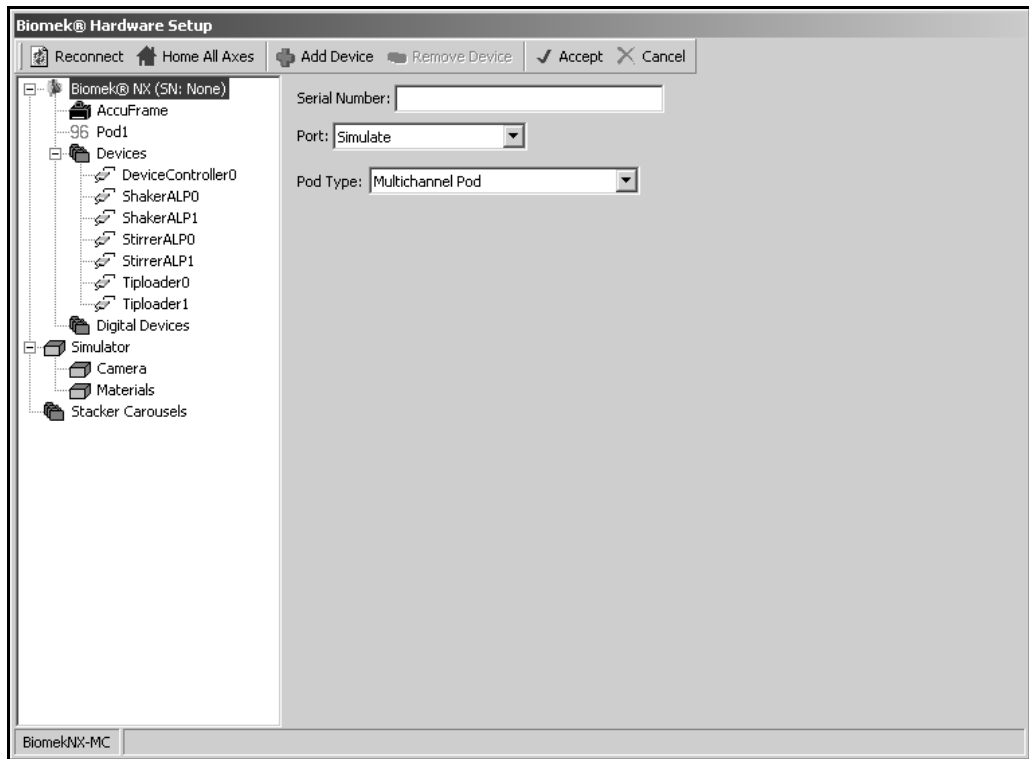 Biomek® Hardware Setup
Reconnect Home All Axes Add Device Remove Device Accept Cancel
Biomek® NX (SN: None)
AccuFrame
96 Pod1
Devices
DeviceController0
ShakerALP0
ShakerALP1
StirrerALP0
StirrerALP1
Tiploader0
Tiploader1
Digital Devices
Simulator
Camera
Materials
Stacker Carousels
Serial Number:
Port: Simulate
Pod Type: Multichannel Pod
BiomekNX-MC